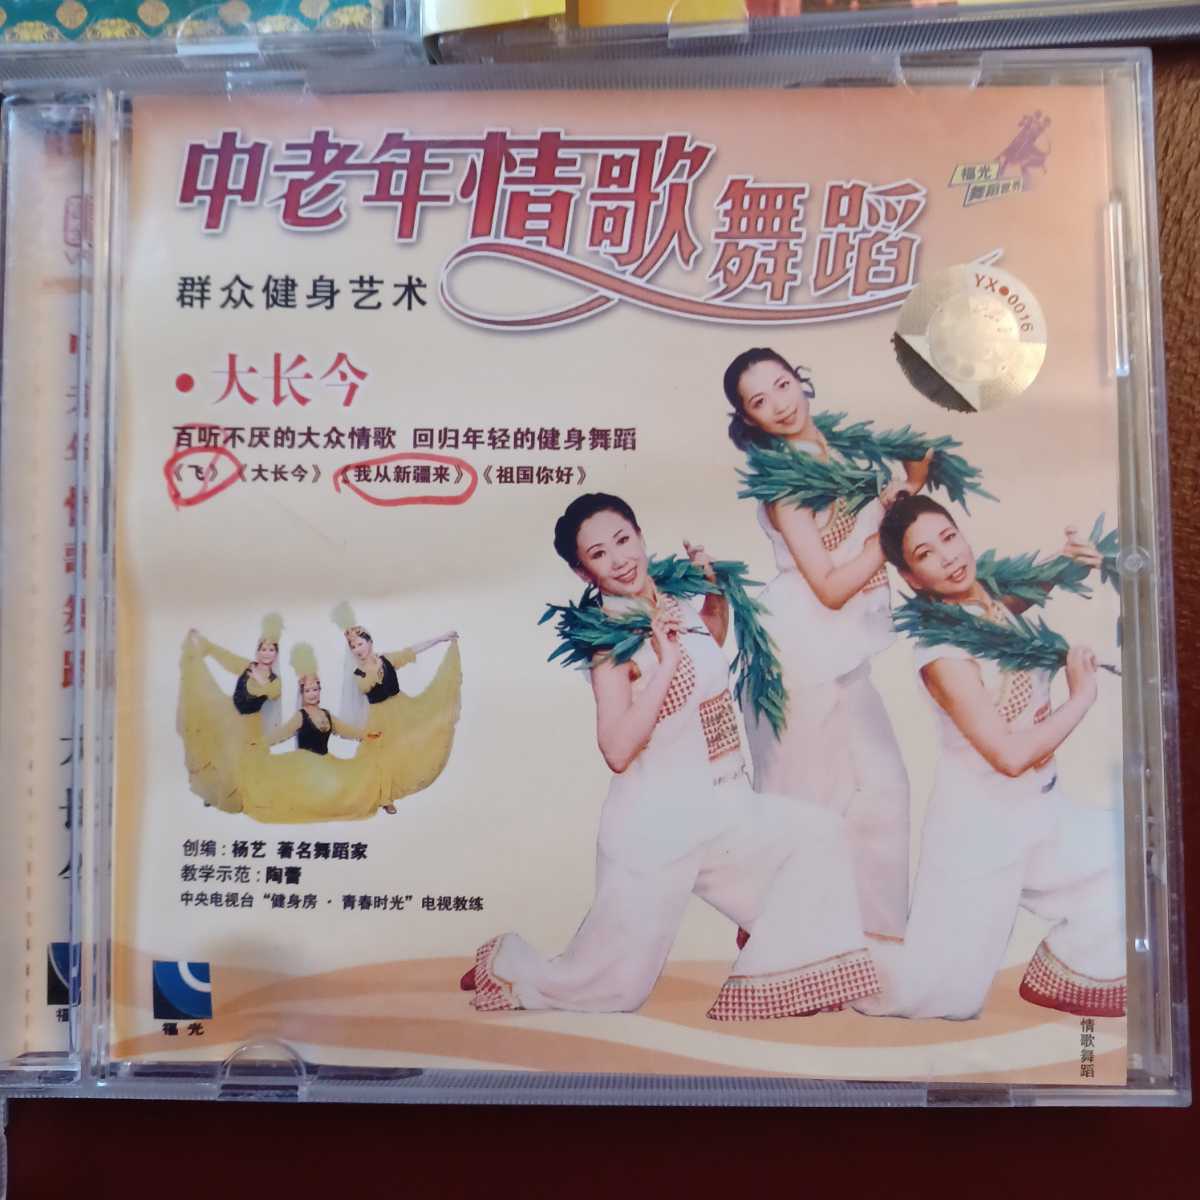 中老年情歌舞蹈
福光
舞蹈世界
群众健身艺术
YX●0016
•大长今
百听不厌的大众情歌 回归年轻的健身舞蹈
《飞》《大长今》《我从新疆来》《祖国你好》
创编：杨艺 著名舞蹈家
教学示范：陶蕾
中央电视台“健身房·青春时光”电视教练
福光
情歌舞蹈